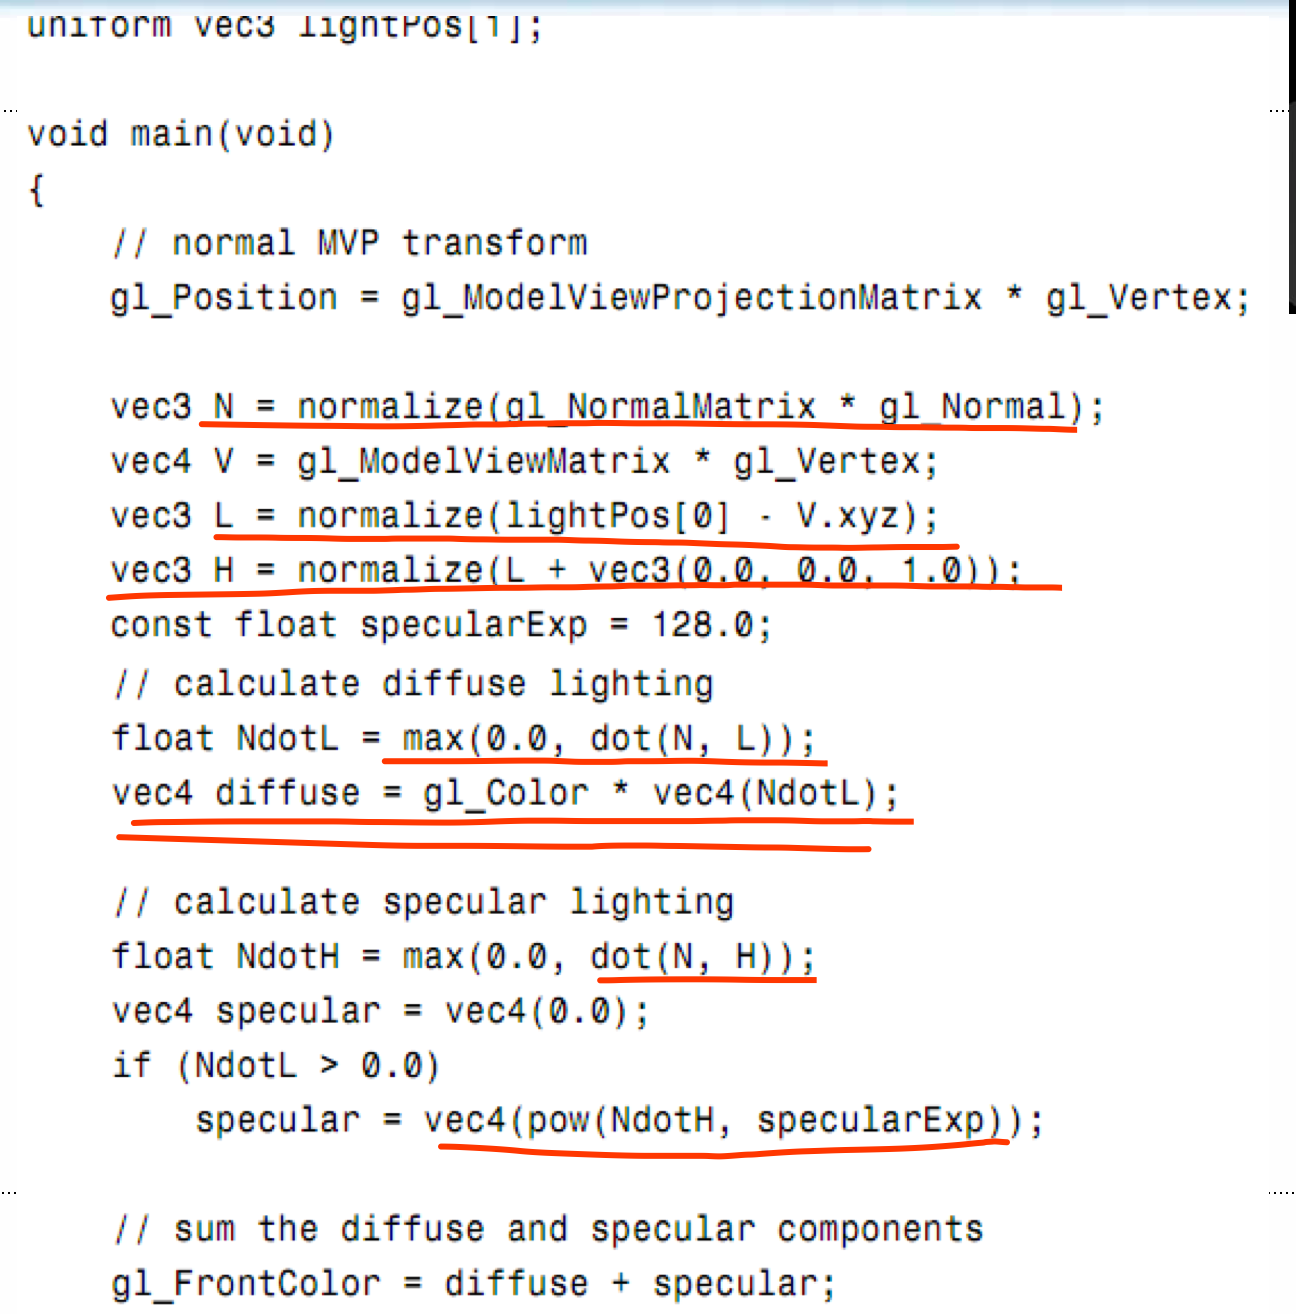 uniform vec3 lightPos[1];
void main(void)
{
// normal MVP transform
gl_Position = gl_ModelViewProjectionMatrix * gl_Vertex;
vec3 N = normalize(gl_NormalMatrix * gl_Normal);
vec4 V = gl_ModelViewMatrix * gl_Vertex;
vec3 L = normalize(lightPos[0] - V.xyz);
vec3 H = normalize(L + vec3(0.0, 0.0, 1.0));
const float specularExp = 128.0;
// calculate diffuse lighting
float NdotL = max(0.0, dot(N, L));
vec4 diffuse = gl_Color * vec4(NdotL);
// calculate specular lighting
float NdotH = max(0.0, dot(N, H));
vec4 specular = vec4(0.0);
if (NdotL > 0.0)
specular = vec4(pow(NdotH, specularExp));
// sum the diffuse and specular components
gl_FrontColor = diffuse + specular;